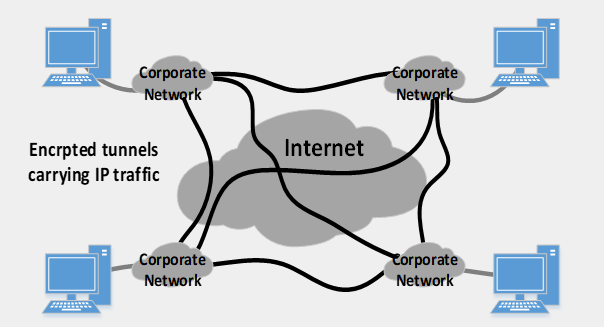 Corporate
Network
Corporate
Network
Internet
Encrpted tunnels
carrying IP traffic
Corporate
Network
Corporate
Network